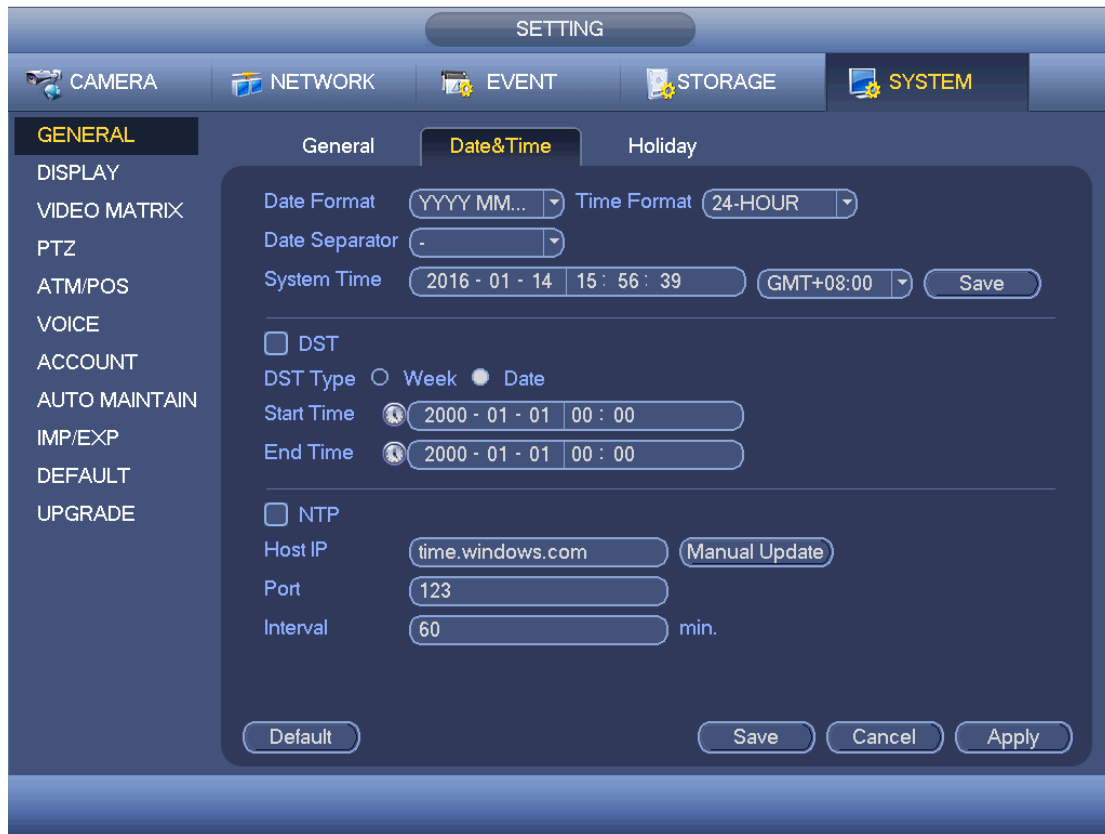 SETTING
CAMERA NETWORK EVENT STORAGE SYSTEM
GENERAL
DISPLAY
VIDEO MATRIX
PTZ
ATM/POS
VOICE
ACCOUNT
AUTO MAINTAIN
IMP/EXP
DEFAULT
UPGRADE
General Date&Time Holiday
Date Format YYYY MM... Time Format 24-HOUR
Date Separator -
System Time 2016 - 01 - 14 15 : 56 : 39 GMT+08:00 Save
DST
DST Type Week Date
Start Time 2000 - 01 - 01 00 : 00
End Time 2000 - 01 - 01 00 : 00
NTP
Host IP time.windows.com Manual Update
Port 123
Interval 60 min.
Default Save Cancel Apply